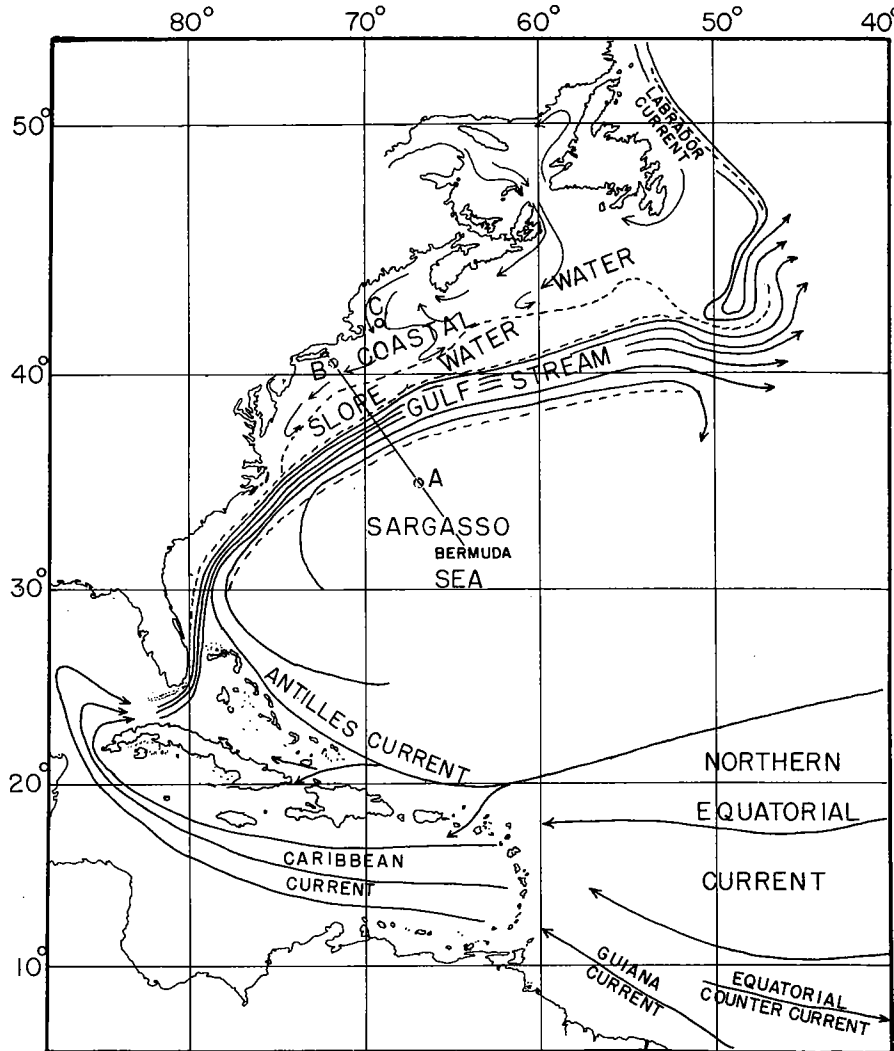 80° 70° 60° 50° 40°
50°
40°
30°
20°
10°
LABRADOR
CURRENT
WATER
C
COASTAL
B
WATER
SLOPE
GULF STREAM
A
SARGASSO
BERMUDA
SEA
ANTILLES CURRENT
NORTHERN
EQUATORIAL
CURRENT
CARIBBEAN
CURRENT
GUIANA
CURRENT
EQUATORIAL
COUNTER CURRENT